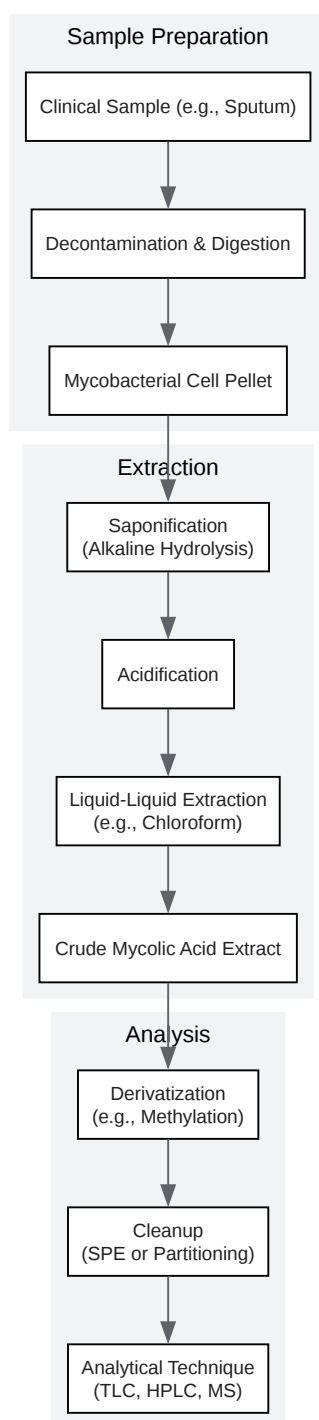 Sample Preparation
Clinical Sample (e.g., Sputum)
Decontamination & Digestion
Mycobacterial Cell Pellet
Extraction
Saponification
(Alkaline Hydrolysis)
Acidification
Liquid-Liquid Extraction
(e.g., Chloroform)
Crude Mycolic Acid Extract
Analysis
Derivatization
(e.g., Methylation)
Cleanup
(SPE or Partitioning)
Analytical Technique
(TLC, HPLC, MS)